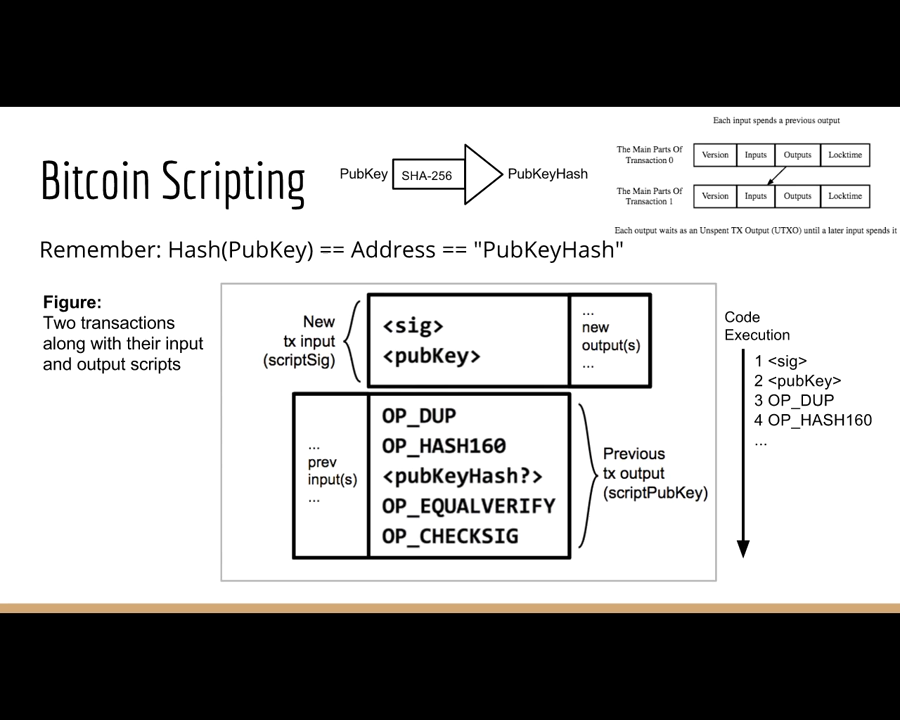 Each input spends a previous output
The Main Parts Of
Transaction 0
Version
Inputs
Outputs
Locktime
The Main Parts Of
Transaction 1
Version
Inputs
Outputs
Locktime
Each output waits as an Unspent TX Output (UTXO) until a later input spends it
Bitcoin Scripting
PubKey
SHA-256
PubKeyHash
Remember: Hash(PubKey) == Address == "PubKeyHash"
Figure:
Two transactions
along with their input
and output scripts
New
tx input
(scriptSig)
<sig>
<pubKey>
...
new
output(s)
...
...
prev
input(s)
...
OP_DUP
OP_HASH160
<pubKeyHash?>
OP_EQUALVERIFY
OP_CHECKSIG
Previous
tx output
(scriptPubKey)
Code
Execution
1 <sig>
2 <pubKey>
3 OP_DUP
4 OP_HASH160
...